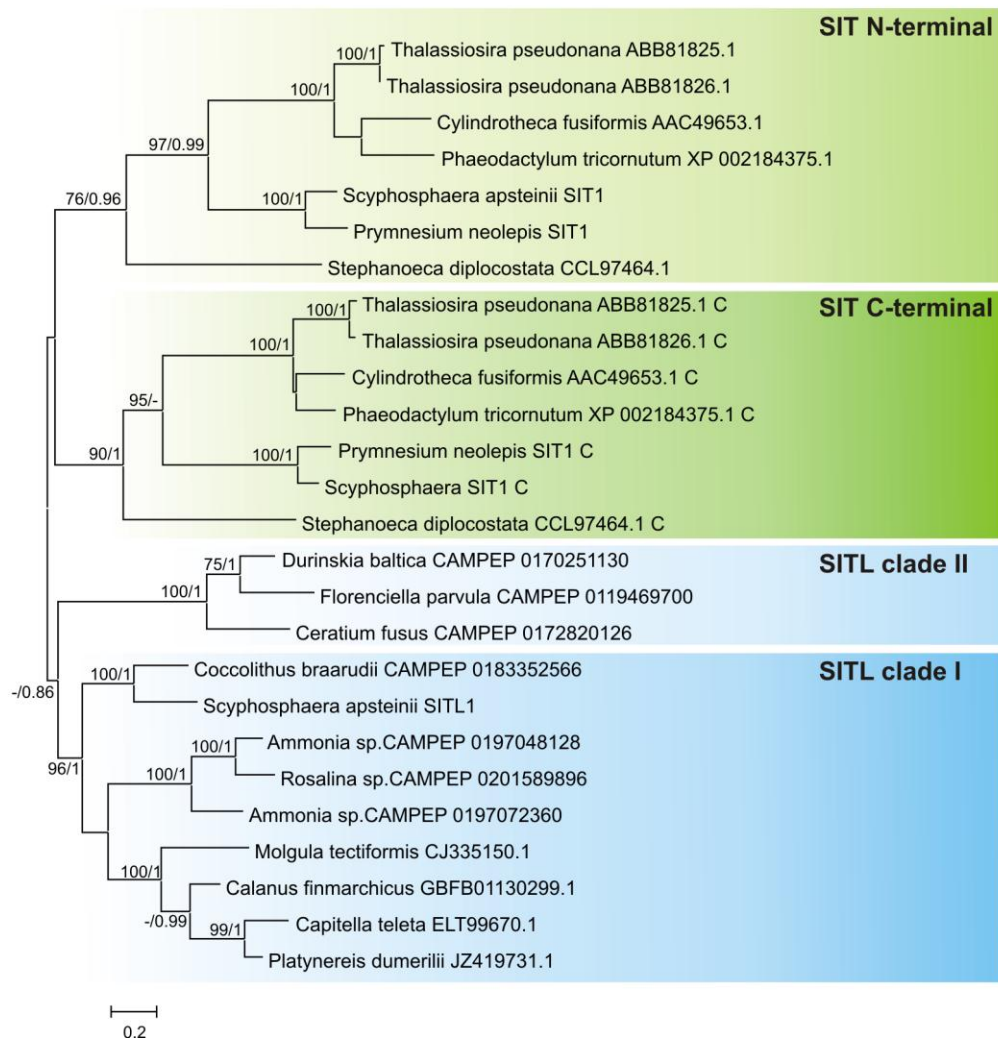 SIT N-terminal
100/1
Thalassiosira pseudonana ABB81825.1
Thalassiosira pseudonana ABB81826.1
100/1
Cylindrotheca fusiformis AAC49653.1
97/0.99
Phaeodactylum tricornutum XP 002184375.1
76/0.96
100/1
Scyphosphaera apsteinii SIT1
Prymnesium neolepis SIT1
Stephanoeca diplocostata CCL97464.1
SIT C-terminal
100/1
Thalassiosira pseudonana ABB81825.1 C
Thalassiosira pseudonana ABB81826.1 C
100/1
Cylindrotheca fusiformis AAC49653.1 C
95/-
Phaeodactylum tricornutum XP 002184375.1 C
90/1
100/1
Prymnesium neolepis SIT1 C
Scyphosphaera SIT1 C
Stephanoeca diplocostata CCL97464.1 C
SITL clade II
75/1
Durinskia baltica CAMPEP 0170251130
100/1
Florenciella parvula CAMPEP 0119469700
Ceratium fusus CAMPEP 0172820126
SITL clade I
-/0.86
100/1
Coccolithus braarudii CAMPEP 0183352566
Scyphosphaera apsteinii SITL1
96/1
100/1
Ammonia sp.CAMPEP 0197048128
100/1
Rosalina sp.CAMPEP 0201589896
Ammonia sp.CAMPEP 0197072360
100/1
Molgula tectiformis CJ335150.1
Calanus finmarchicus GBFB01130299.1
-/0.99
99/1
Capitella teleta ELT99670.1
Platynereis dumerilii JZ419731.1
0.2